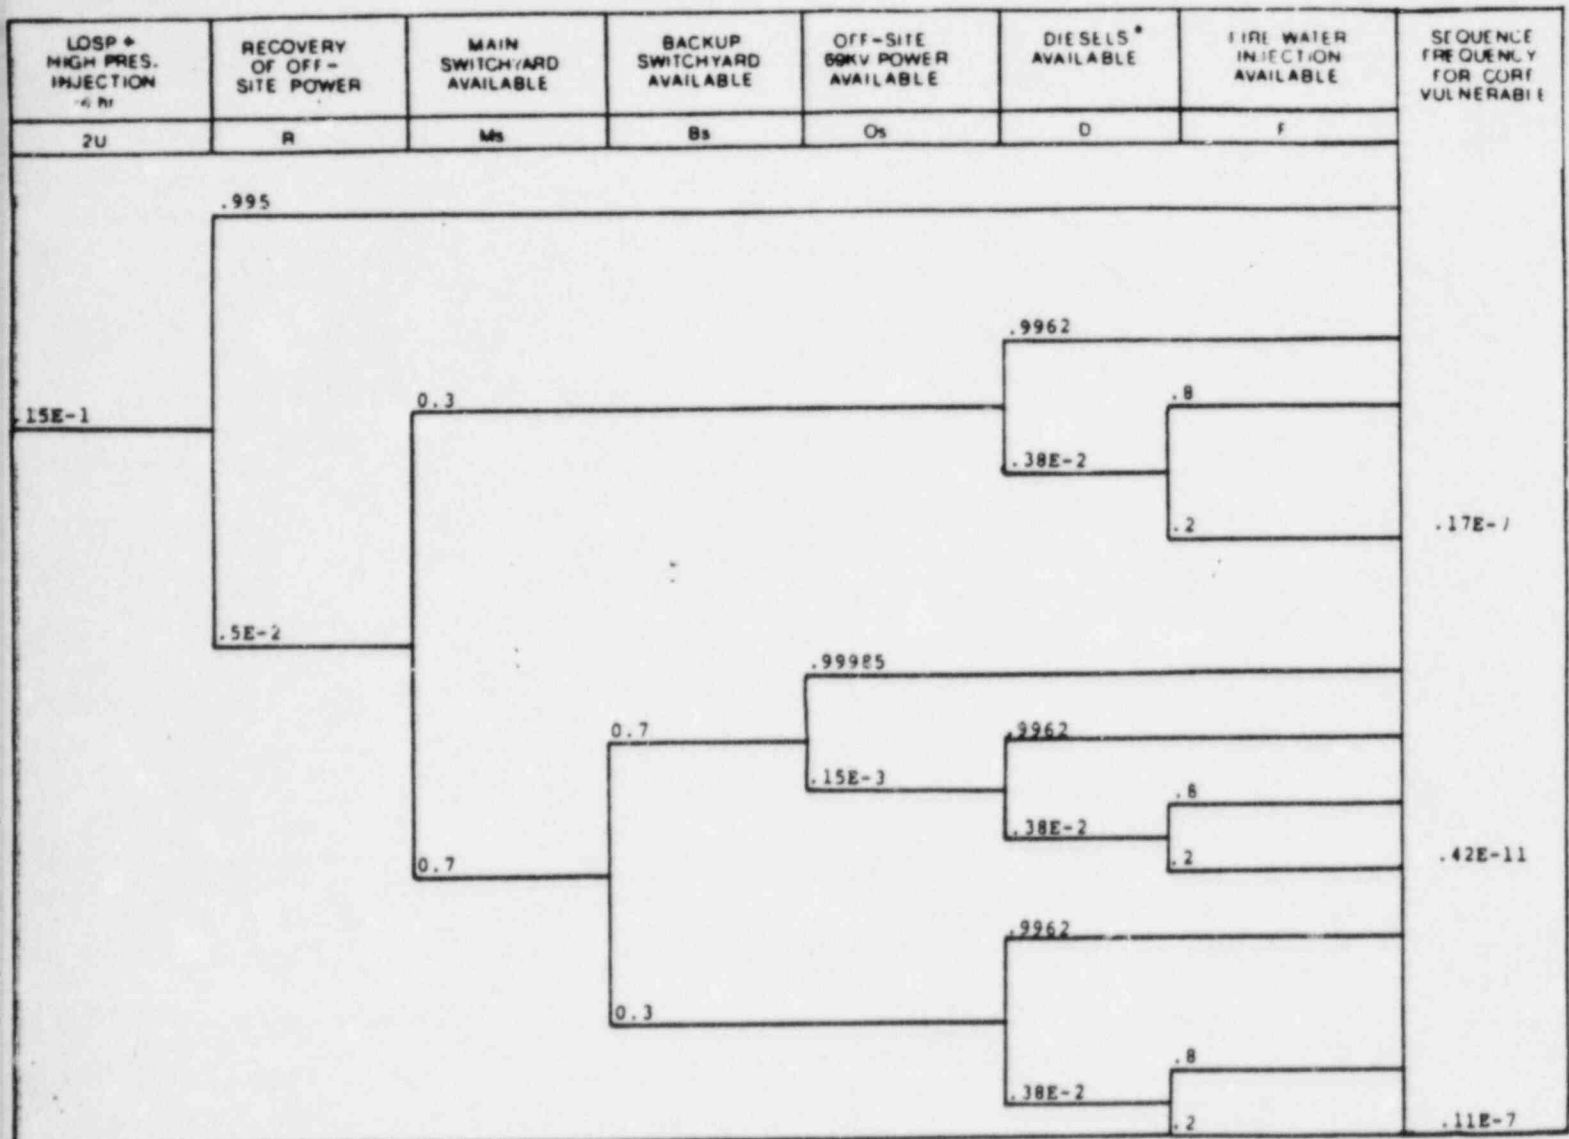 LOSP +
HIGH PRES.
INJECTION
hr
RECOVERY
OF OFF-
SITE POWER
MAIN
SWITCHYARD
AVAILABLE
BACKUP
SWITCHYARD
AVAILABLE
OFF-SITE
69KV POWER
AVAILABLE
DIESELS*
AVAILABLE
FIRE WATER
INJECTION
AVAILABLE
SEQUENCE
FREQUENCY
FOR CORE
VULNERABLE
2U R Ms Bs Os D F
.995
.9962
0.3 .8
.15E-1
.38E-2
.2 .17E-7
.5E-2
.99985
0.7 .9962
.15E-3 .8
.38E-2
0.7 .2 .42E-11
.9962
0.3
.8
.38E-2
.2 .11E-7